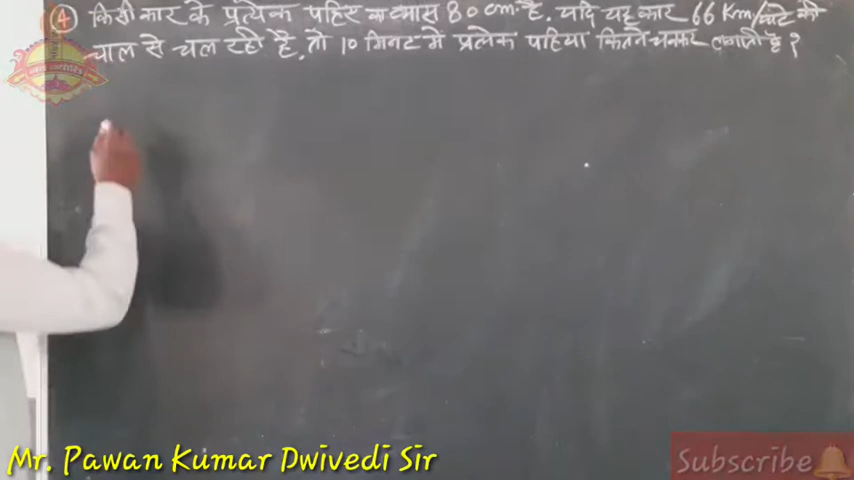 ④ किसी कार के प्रत्येक पहिए का व्यास 80 cm. है. यदि यह कार 66 Km/घंटे की
चाल से चल रही है, तो 10 मिनट में प्रत्येक पहिया कितने चक्कर लगाती है?
Mr. Pawan Kumar Dwivedi Sir
Subscribe